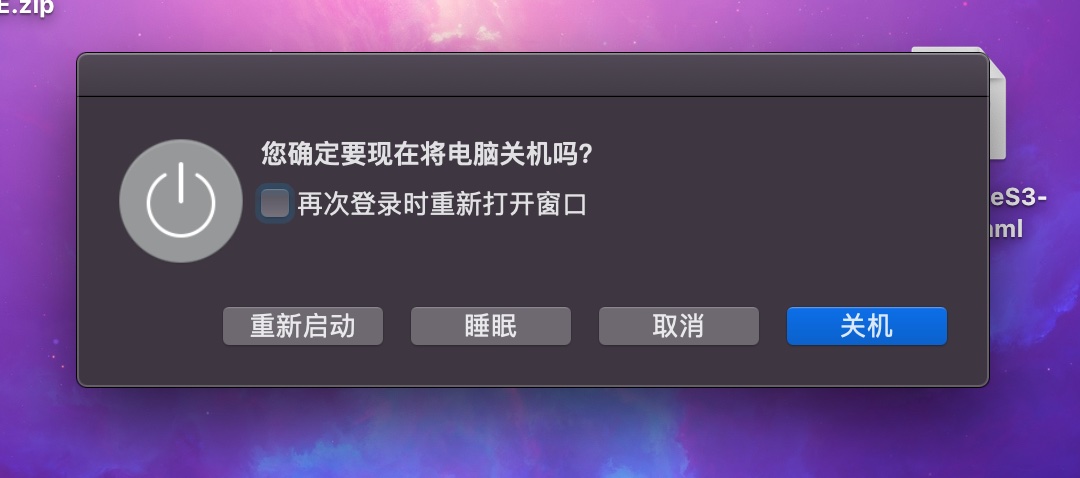 E.zip
您确定要现在将电脑关机吗？
再次登录时重新打开窗口
eS3-
ml
重新启动
睡眠
取消
关机